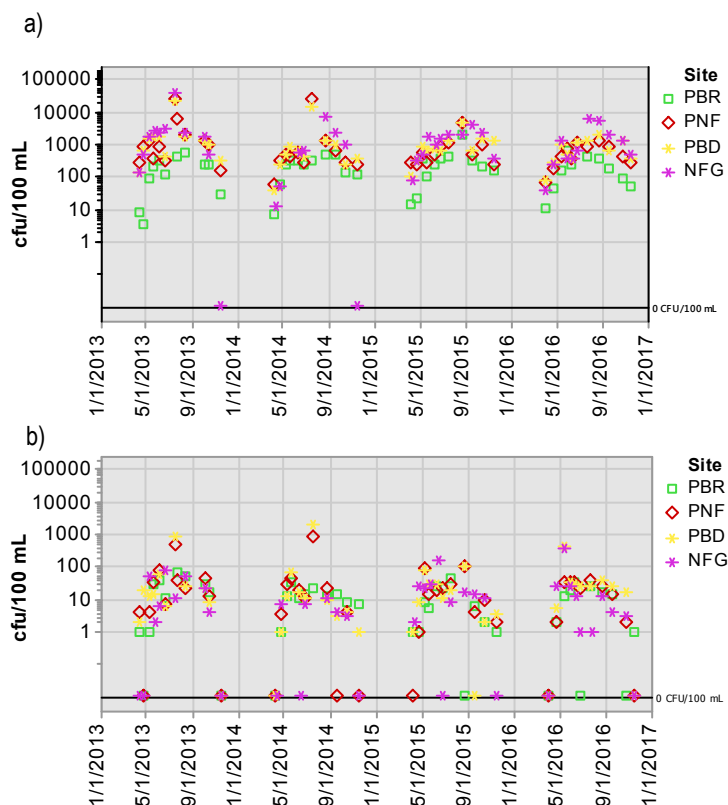 a)
100000
10000
1000
100
10
1
cfu/100 mL
0 CFU/100 mL
1/1/2013
5/1/2013
9/1/2013
1/1/2014
5/1/2014
9/1/2014
1/1/2015
5/1/2015
9/1/2015
1/1/2016
5/1/2016
9/1/2016
1/1/2017
Site
PBR
PNF
PBD
NFG
b)
100000
10000
1000
100
10
1
cfu/100 mL
0 CFU/100 mL
1/1/2013
5/1/2013
9/1/2013
1/1/2014
5/1/2014
9/1/2014
1/1/2015
5/1/2015
9/1/2015
1/1/2016
5/1/2016
9/1/2016
1/1/2017
Site
PBR
PNF
PBD
NFG